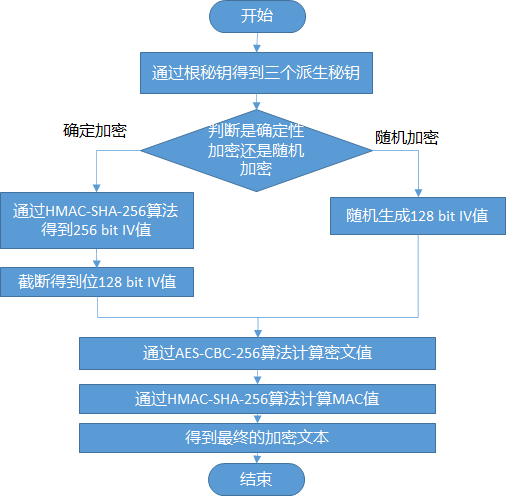 开始
通过根秘钥得到三个派生秘钥
判断是确定性
加密还是随机
加密
确定加密
随机加密
通过HMAC-SHA-256算法
得到256 bit IV值
随机生成128 bit IV值
截断得到位128 bit IV值
通过AES-CBC-256算法计算密文值
通过HMAC-SHA-256算法计算MAC值
得到最终的加密文本
结束